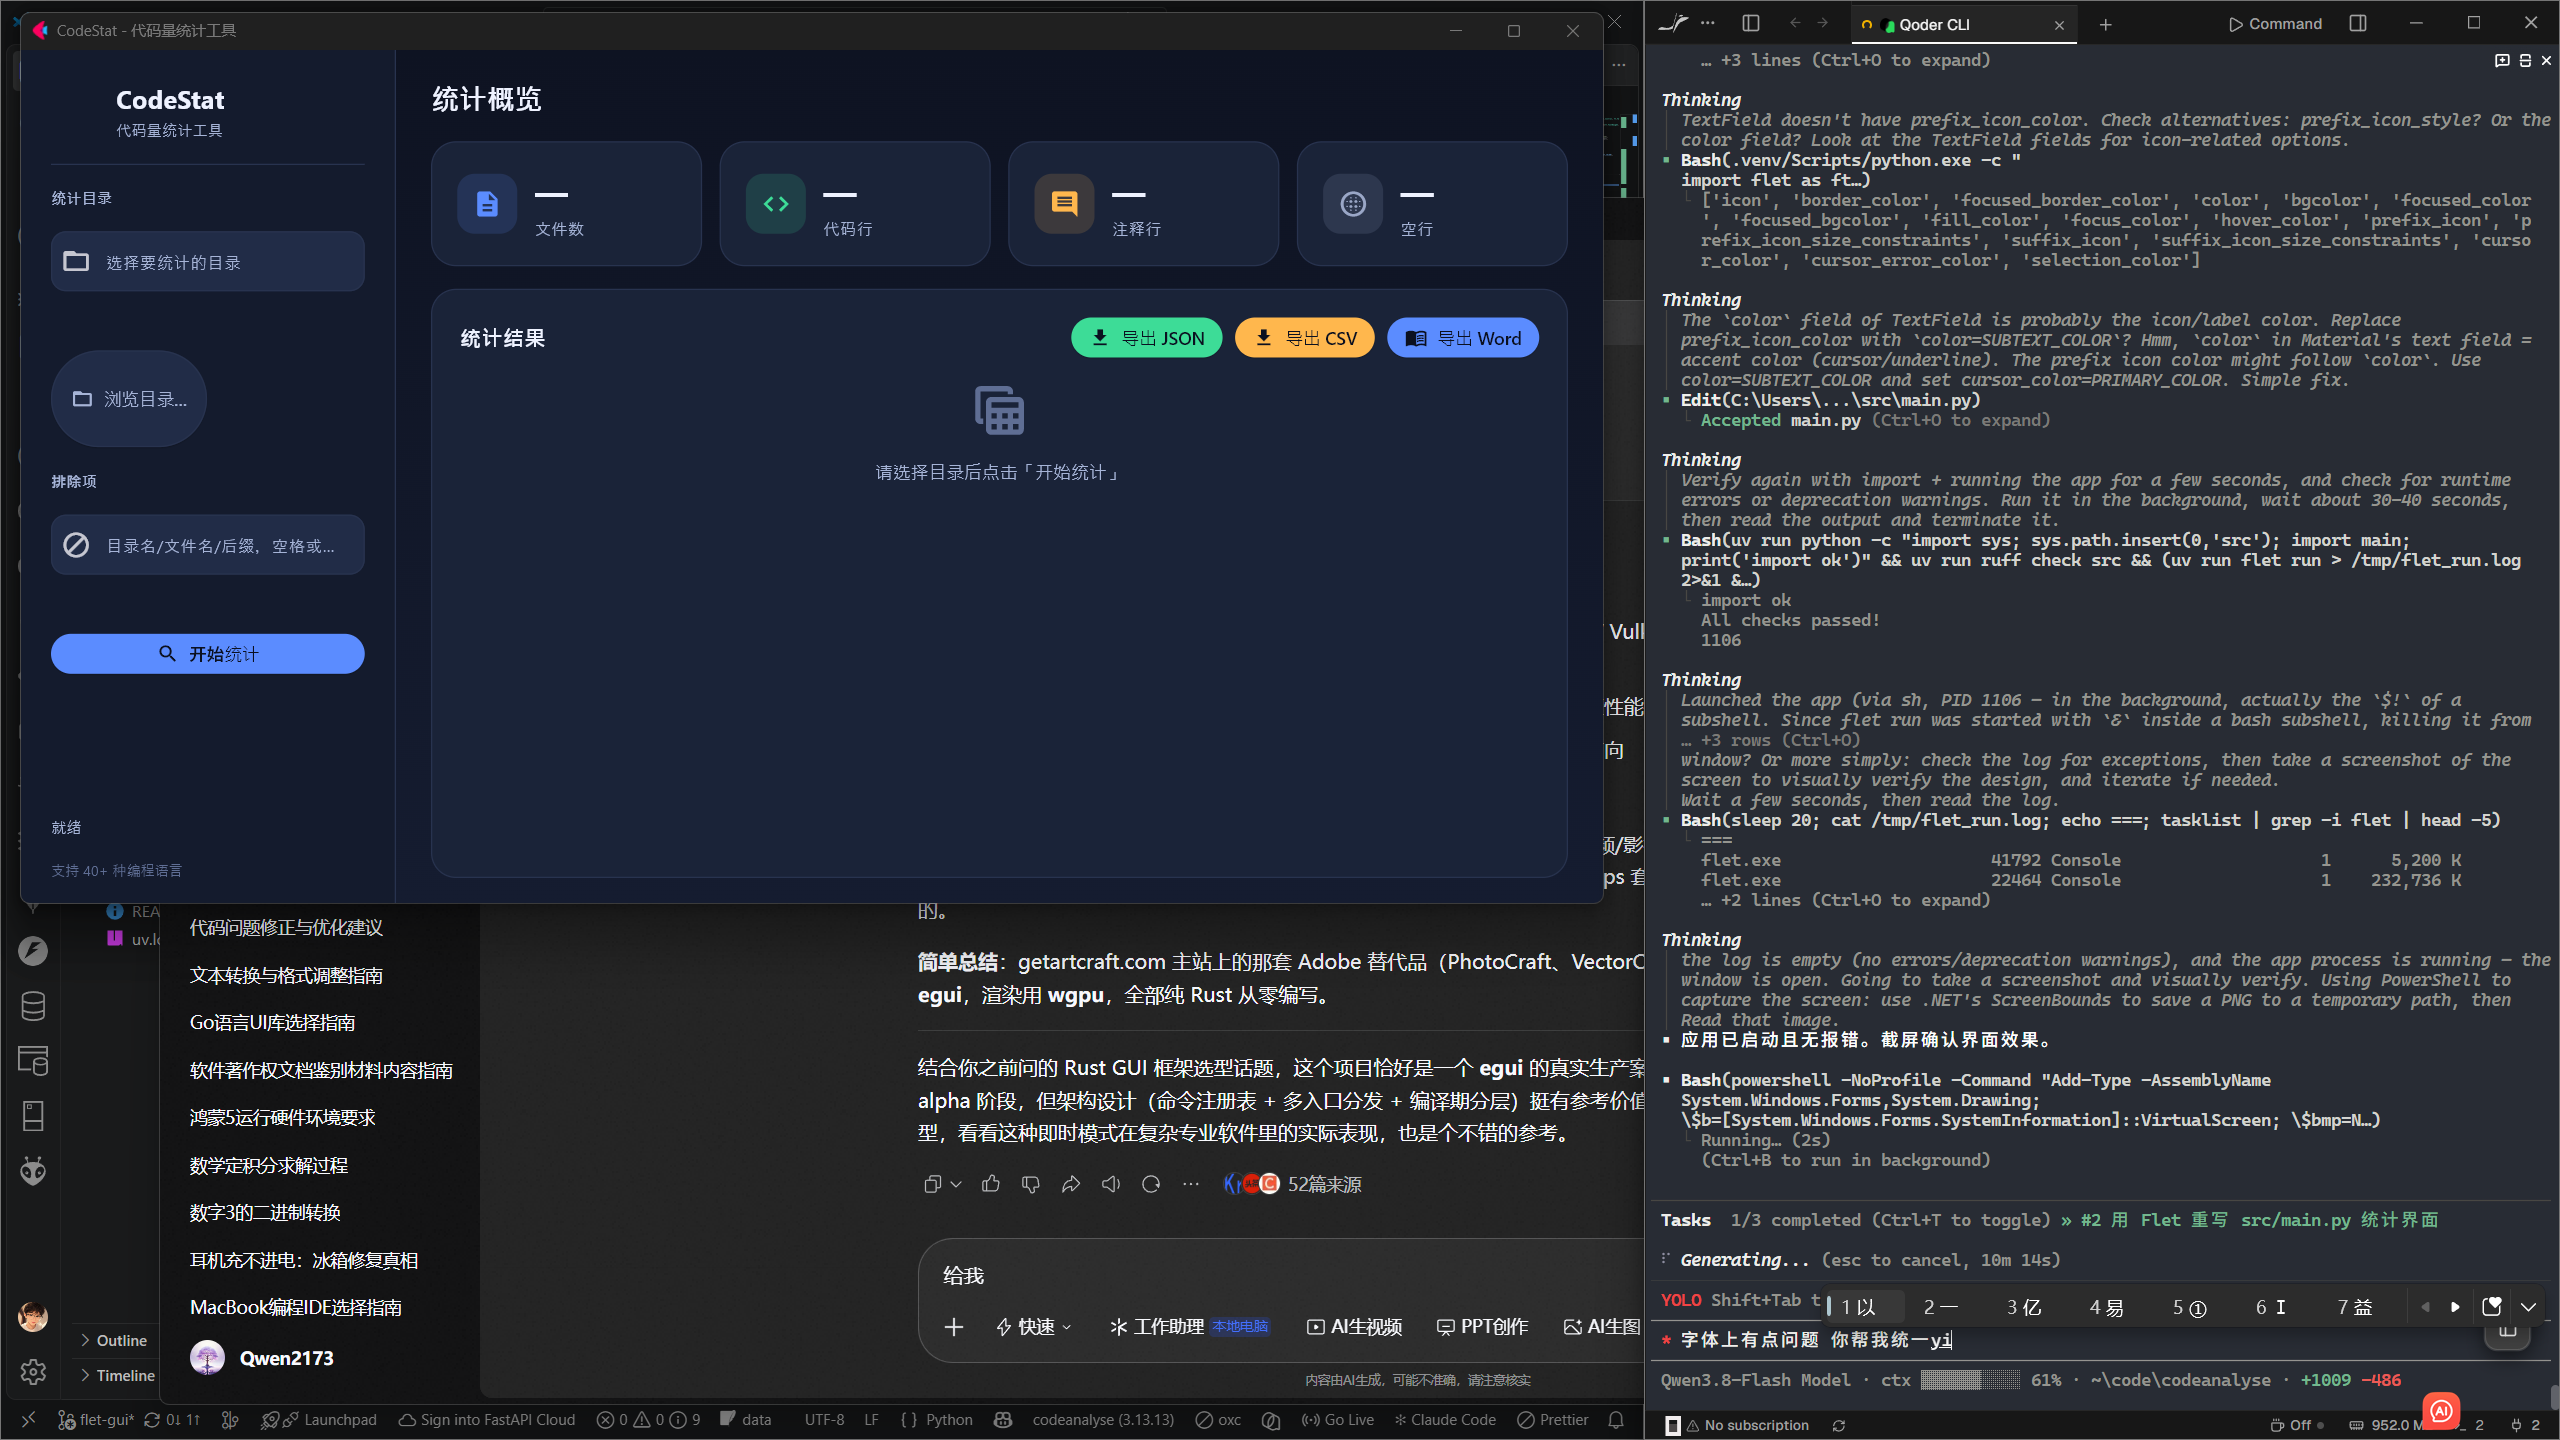 CodeStat - 代码量统计工具
CodeStat
代码量统计工具
统计目录
选择要统计的目录
浏览目录...
排除项
目录名/文件名/后缀，空格或...
开始统计
就绪
支持 40+ 种编程语言
统计概览
文件数
代码行
注释行
空行
统计结果
导出 JSON
导出 CSV
导出 Word
请选择目录后点击「开始统计」
REA
uv.lo
Outline
Timeline
代码问题修正与优化建议
文本转换与格式调整指南
Go语言UI库选择指南
软件著作权文档鉴别材料内容指南
鸿蒙5运行硬件环境要求
数学定积分求解过程
数字3的二进制转换
耳机充不进电：冰箱修复真相
MacBook编程IDE选择指南
Qwen2173
Vulk
性能
向
频/影
ps 套
的。
简单总结：getartcraft.com 主站上的那套 Adobe 替代品（PhotoCraft、VectorC
egui，渲染用 wgpu，全部纯 Rust 从零编写。
结合你之前问的 Rust GUI 框架选型话题，这个项目恰好是一个 egui 的真实生产案
alpha 阶段，但架构设计（命令注册表 + 多入口分发 + 编译期分层）挺有参考价值
型，看看这种即时模式在复杂专业软件里的实际表现，也是个不错的参考。
52篇来源
给我
快速
工作助理 本地电脑
AI生视频
PPT创作
AI生图
内容由AI生成，可能不准确，请注意核实
flet-gui* 0↓ 1↑ Launchpad Sign into FastAPI Cloud 0 0 9 data UTF-8 LF { } Python codeanalyse (3.13.13) oxc Go Live Claude Code Prettier
Qoder CLI
Command
… +3 lines (Ctrl+O to expand)
Thinking
TextField doesn't have prefix_icon_color. Check alternatives: prefix_icon_style? Or the
color field? Look at the TextField fields for icon-related options.
Bash(.venv/Scripts/python.exe -c "
import flet as ft…)
['icon', 'border_color', 'focused_border_color', 'color', 'bgcolor', 'focused_color
', 'focused_bgcolor', 'fill_color', 'focus_color', 'hover_color', 'prefix_icon', 'p
refix_icon_size_constraints', 'suffix_icon', 'suffix_icon_size_constraints', 'curso
r_color', 'cursor_error_color', 'selection_color']
Thinking
The `color` field of TextField is probably the icon/label color. Replace
prefix_icon_color with `color=SUBTEXT_COLOR`? Hmm, `color` in Material's text field =
accent color (cursor/underline). The prefix icon color might follow `color`. Use
color=SUBTEXT_COLOR and set cursor_color=PRIMARY_COLOR. Simple fix.
Edit(C:\Users\...\src\main.py)
Accepted main.py (Ctrl+O to expand)
Thinking
Verify again with import + running the app for a few seconds, and check for runtime
errors or deprecation warnings. Run it in the background, wait about 30-40 seconds,
then read the output and terminate it.
Bash(uv run python -c "import sys; sys.path.insert(0,'src'); import main;
print('import ok')" && uv run ruff check src && (uv run flet run > /tmp/flet_run.log
2>&1 &…)
import ok
All checks passed!
1106
Thinking
Launched the app (via sh, PID 1106 — in the background, actually the `$!` of a
subshell. Since flet run was started with `&` inside a bash subshell, killing it from
… +3 rows (Ctrl+O)
window? Or more simply: check the log for exceptions, then take a screenshot of the
screen to visually verify the design, and iterate if needed.
Wait a few seconds, then read the log.
Bash(sleep 20; cat /tmp/flet_run.log; echo ===; tasklist | grep -i flet | head -5)
===
flet.exe 41792 Console 1 5,200 K
flet.exe 22464 Console 1 232,736 K
… +2 lines (Ctrl+O to expand)
Thinking
the log is empty (no errors/deprecation warnings), and the app process is running — the
window is open. Going to take a screenshot and visually verify. Using PowerShell to
capture the screen: use .NET's ScreenBounds to save a PNG to a temporary path, then
Read that image.
应用已启动且无报错。截屏确认界面效果。
Bash(powershell -NoProfile -Command "Add-Type -AssemblyName
System.Windows.Forms,System.Drawing;
\$b=[System.Windows.Forms.SystemInformation]::VirtualScreen; \$bmp=N…)
Running… (2s)
(Ctrl+B to run in background)
Tasks 1/3 completed (Ctrl+T to toggle) » #2 用 Flet 重写 src/main.py 统计界面
Generating... (esc to cancel, 10m 14s)
YOLO Shift+Tab t
1 以 2 一 3 亿 4 易 5 ① 6 I 7 益
* 字体上有点问题 你帮我统一yi
Qwen3.8-Flash Model · ctx 61% · ~\code\codeanalyse · +1009 -486
No subscription
Off
952.0 M
2
2
AI